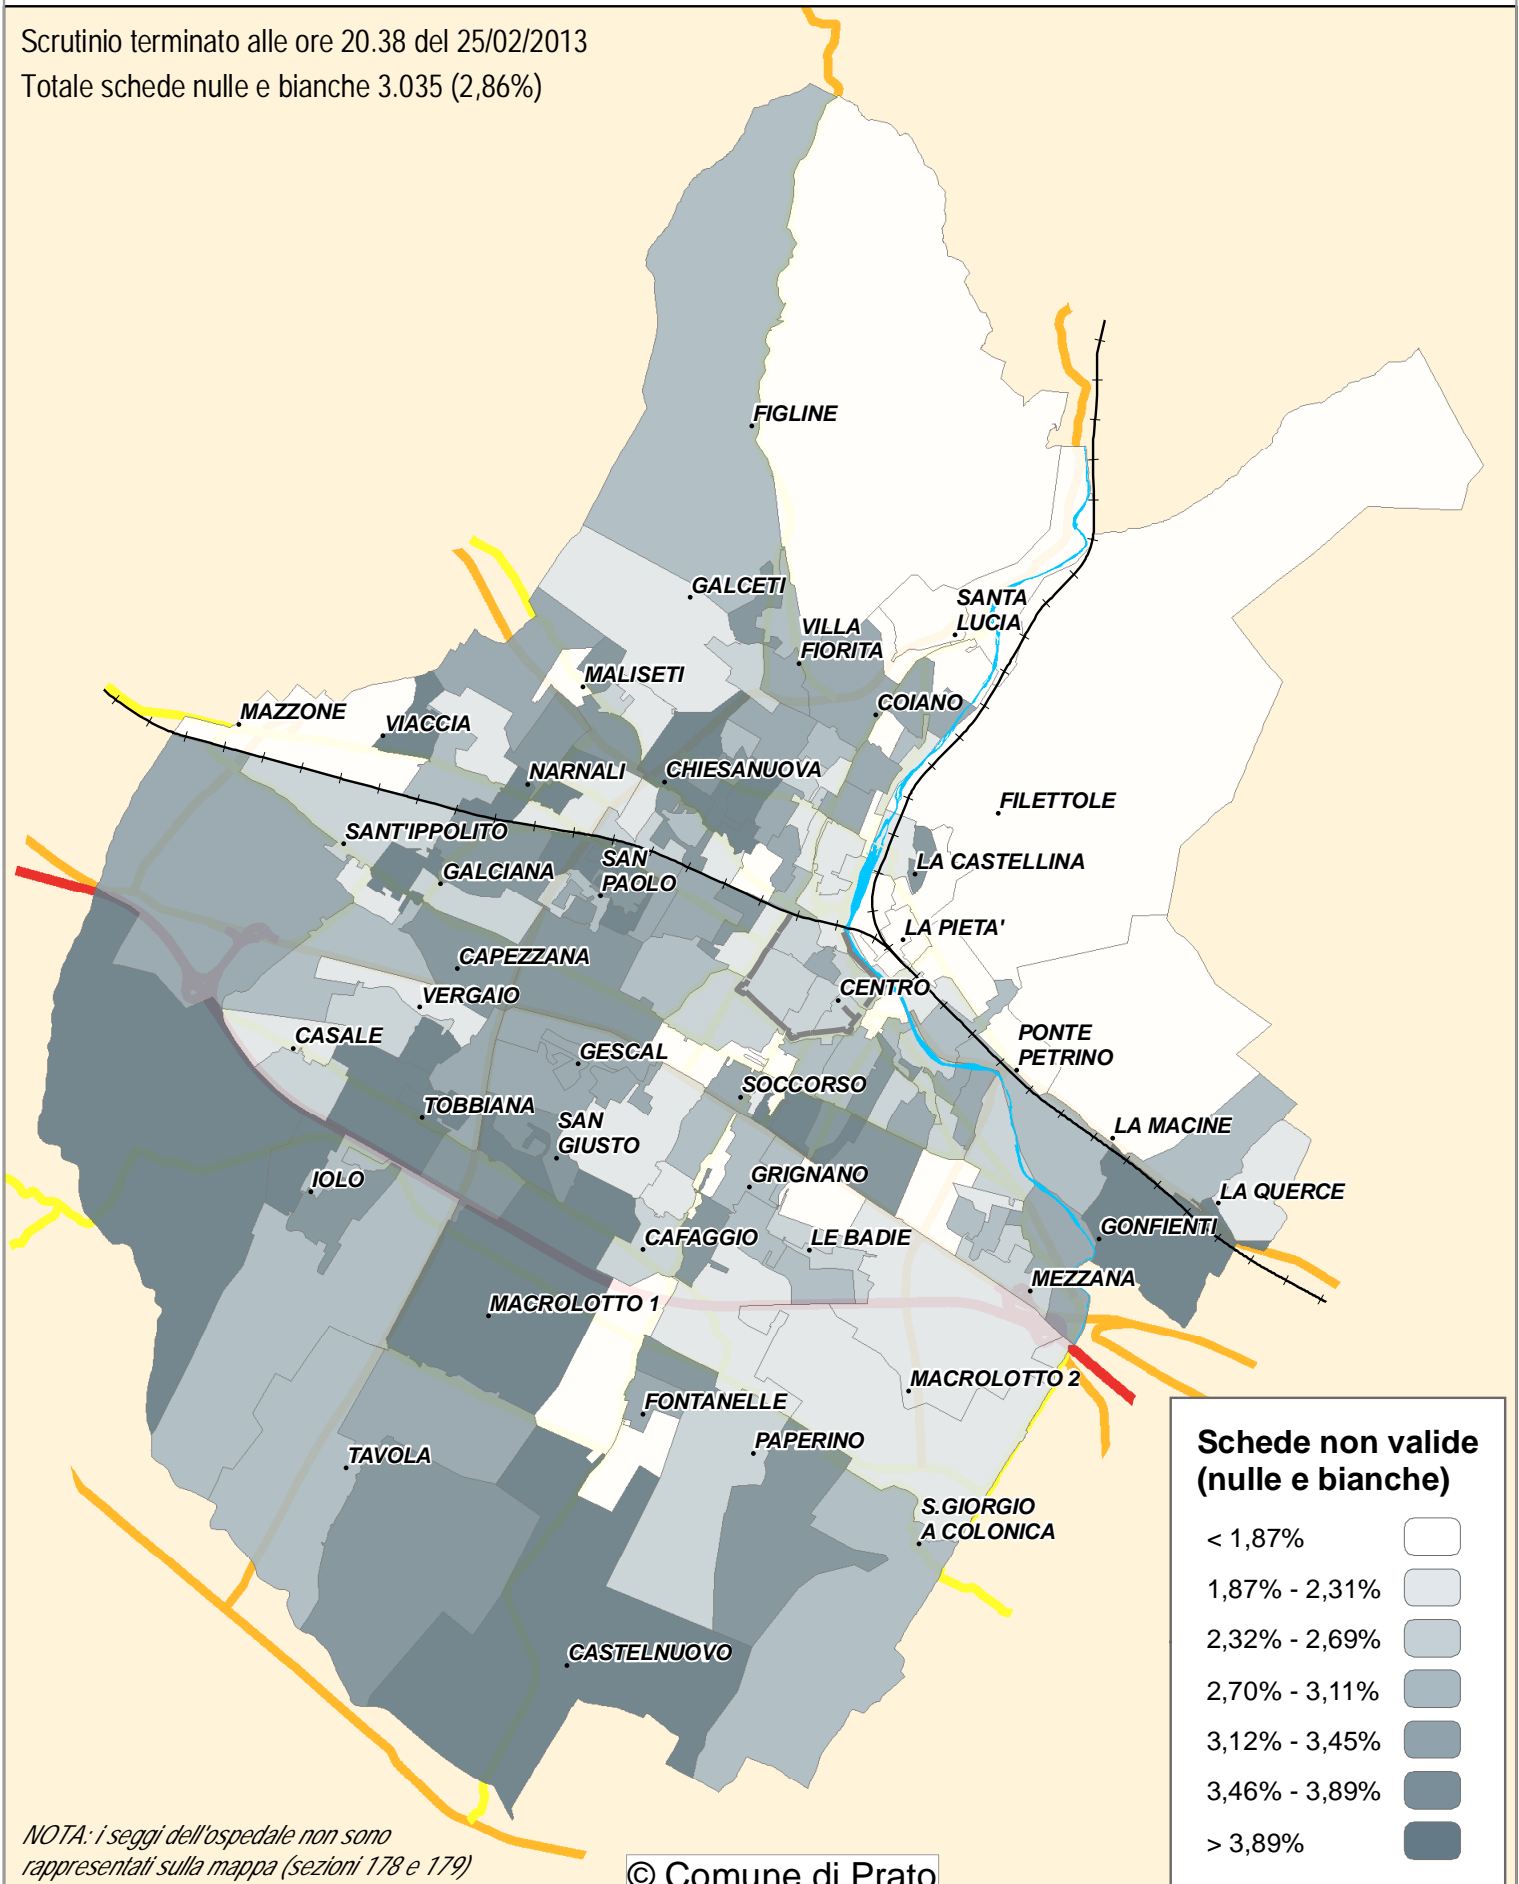 Scrutinio terminato alle ore 20.38 del 25/02/2013
Totale schede nulle e bianche 3.035 (2,86%)
FIGLINE
GALCETI
SANTA
LUCIA
VILLA
FIORITA
MALISETI
COIANO
MAZZONE
VIACCIA
NARNALI
CHIESANUOVA
FILETTOLE
SANT'IPPOLITO
GALCIANA
SAN
PAOLO
LA CASTELLINA
LA PIETA'
CAPEZZANA
VERGAIO
CENTRO
CASALE
GESCAL
PONTE
PETRINO
SOCCORSO
TOBBIANA
SAN
GIUSTO
LA MACINE
IOLO
GRIGNANO
LA QUERCE
CAFAGGIO
LE BADIE
GONFIENTI
MEZZANA
MACROLOTTO 1
MACROLOTTO 2
FONTANELLE
PAPERINO
TAVOLA
S.GIORGIO
A COLONICA
CASTELNUOVO
Schede non valide
(nulle e bianche)
< 1,87%
1,87% - 2,31%
2,32% - 2,69%
2,70% - 3,11%
3,12% - 3,45%
3,46% - 3,89%
> 3,89%
NOTA: i seggi dell'ospedale non sono
rappresentati sulla mappa (sezioni 178 e 179)
© Comune di Prato